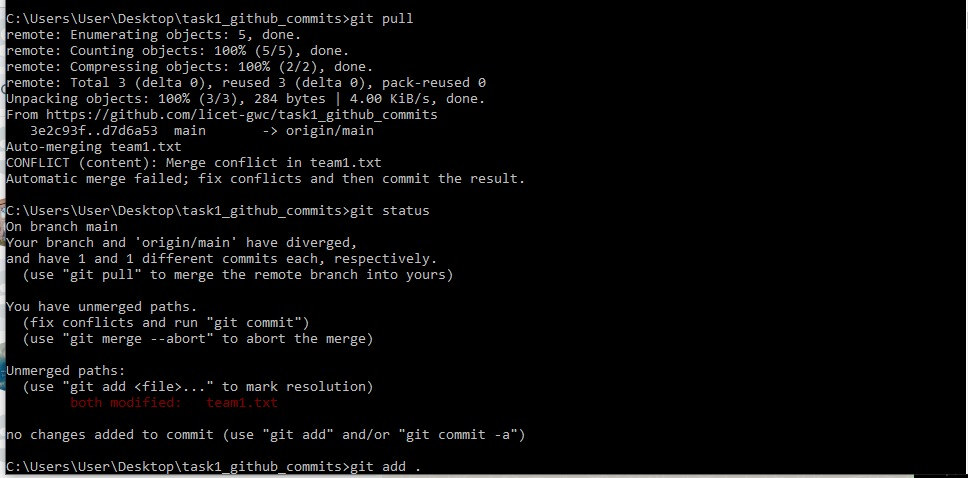 C:\Users\User\Desktop\task1_github_commits>git pull
remote: Enumerating objects: 5, done.
remote: Counting objects: 100% (5/5), done.
remote: Compressing objects: 100% (2/2), done.
remote: Total 3 (delta 0), reused 3 (delta 0), pack-reused 0
Unpacking objects: 100% (3/3), 284 bytes | 4.00 KiB/s, done.
From https://github.com/licet-gwc/task1_github_commits
   3e2c93f..d7d6a53  main       -> origin/main
Auto-merging team1.txt
CONFLICT (content): Merge conflict in team1.txt
Automatic merge failed; fix conflicts and then commit the result.
C:\Users\User\Desktop\task1_github_commits>git status
On branch main
Your branch and 'origin/main' have diverged,
and have 1 and 1 different commits each, respectively.
  (use "git pull" to merge the remote branch into yours)
You have unmerged paths.
  (fix conflicts and run "git commit")
  (use "git merge --abort" to abort the merge)
Unmerged paths:
  (use "git add <file>..." to mark resolution)
        both modified:   team1.txt
no changes added to commit (use "git add" and/or "git commit -a")
C:\Users\User\Desktop\task1_github_commits>git add .